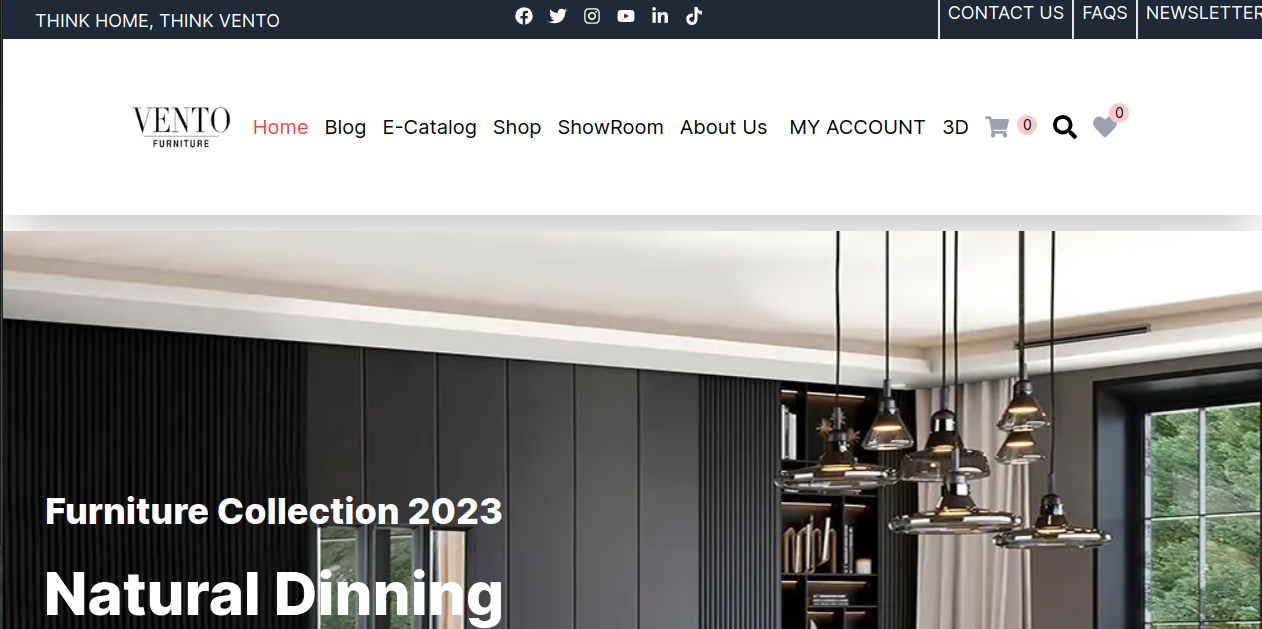 THINK HOME, THINK VENTO
CONTACT US
FAQS
NEWSLETTER
VENTO
FURNITURE
Home Blog E-Catalog Shop ShowRoom About Us MY ACCOUNT 3D 0 0
Furniture Collection 2023
Natural Dinning